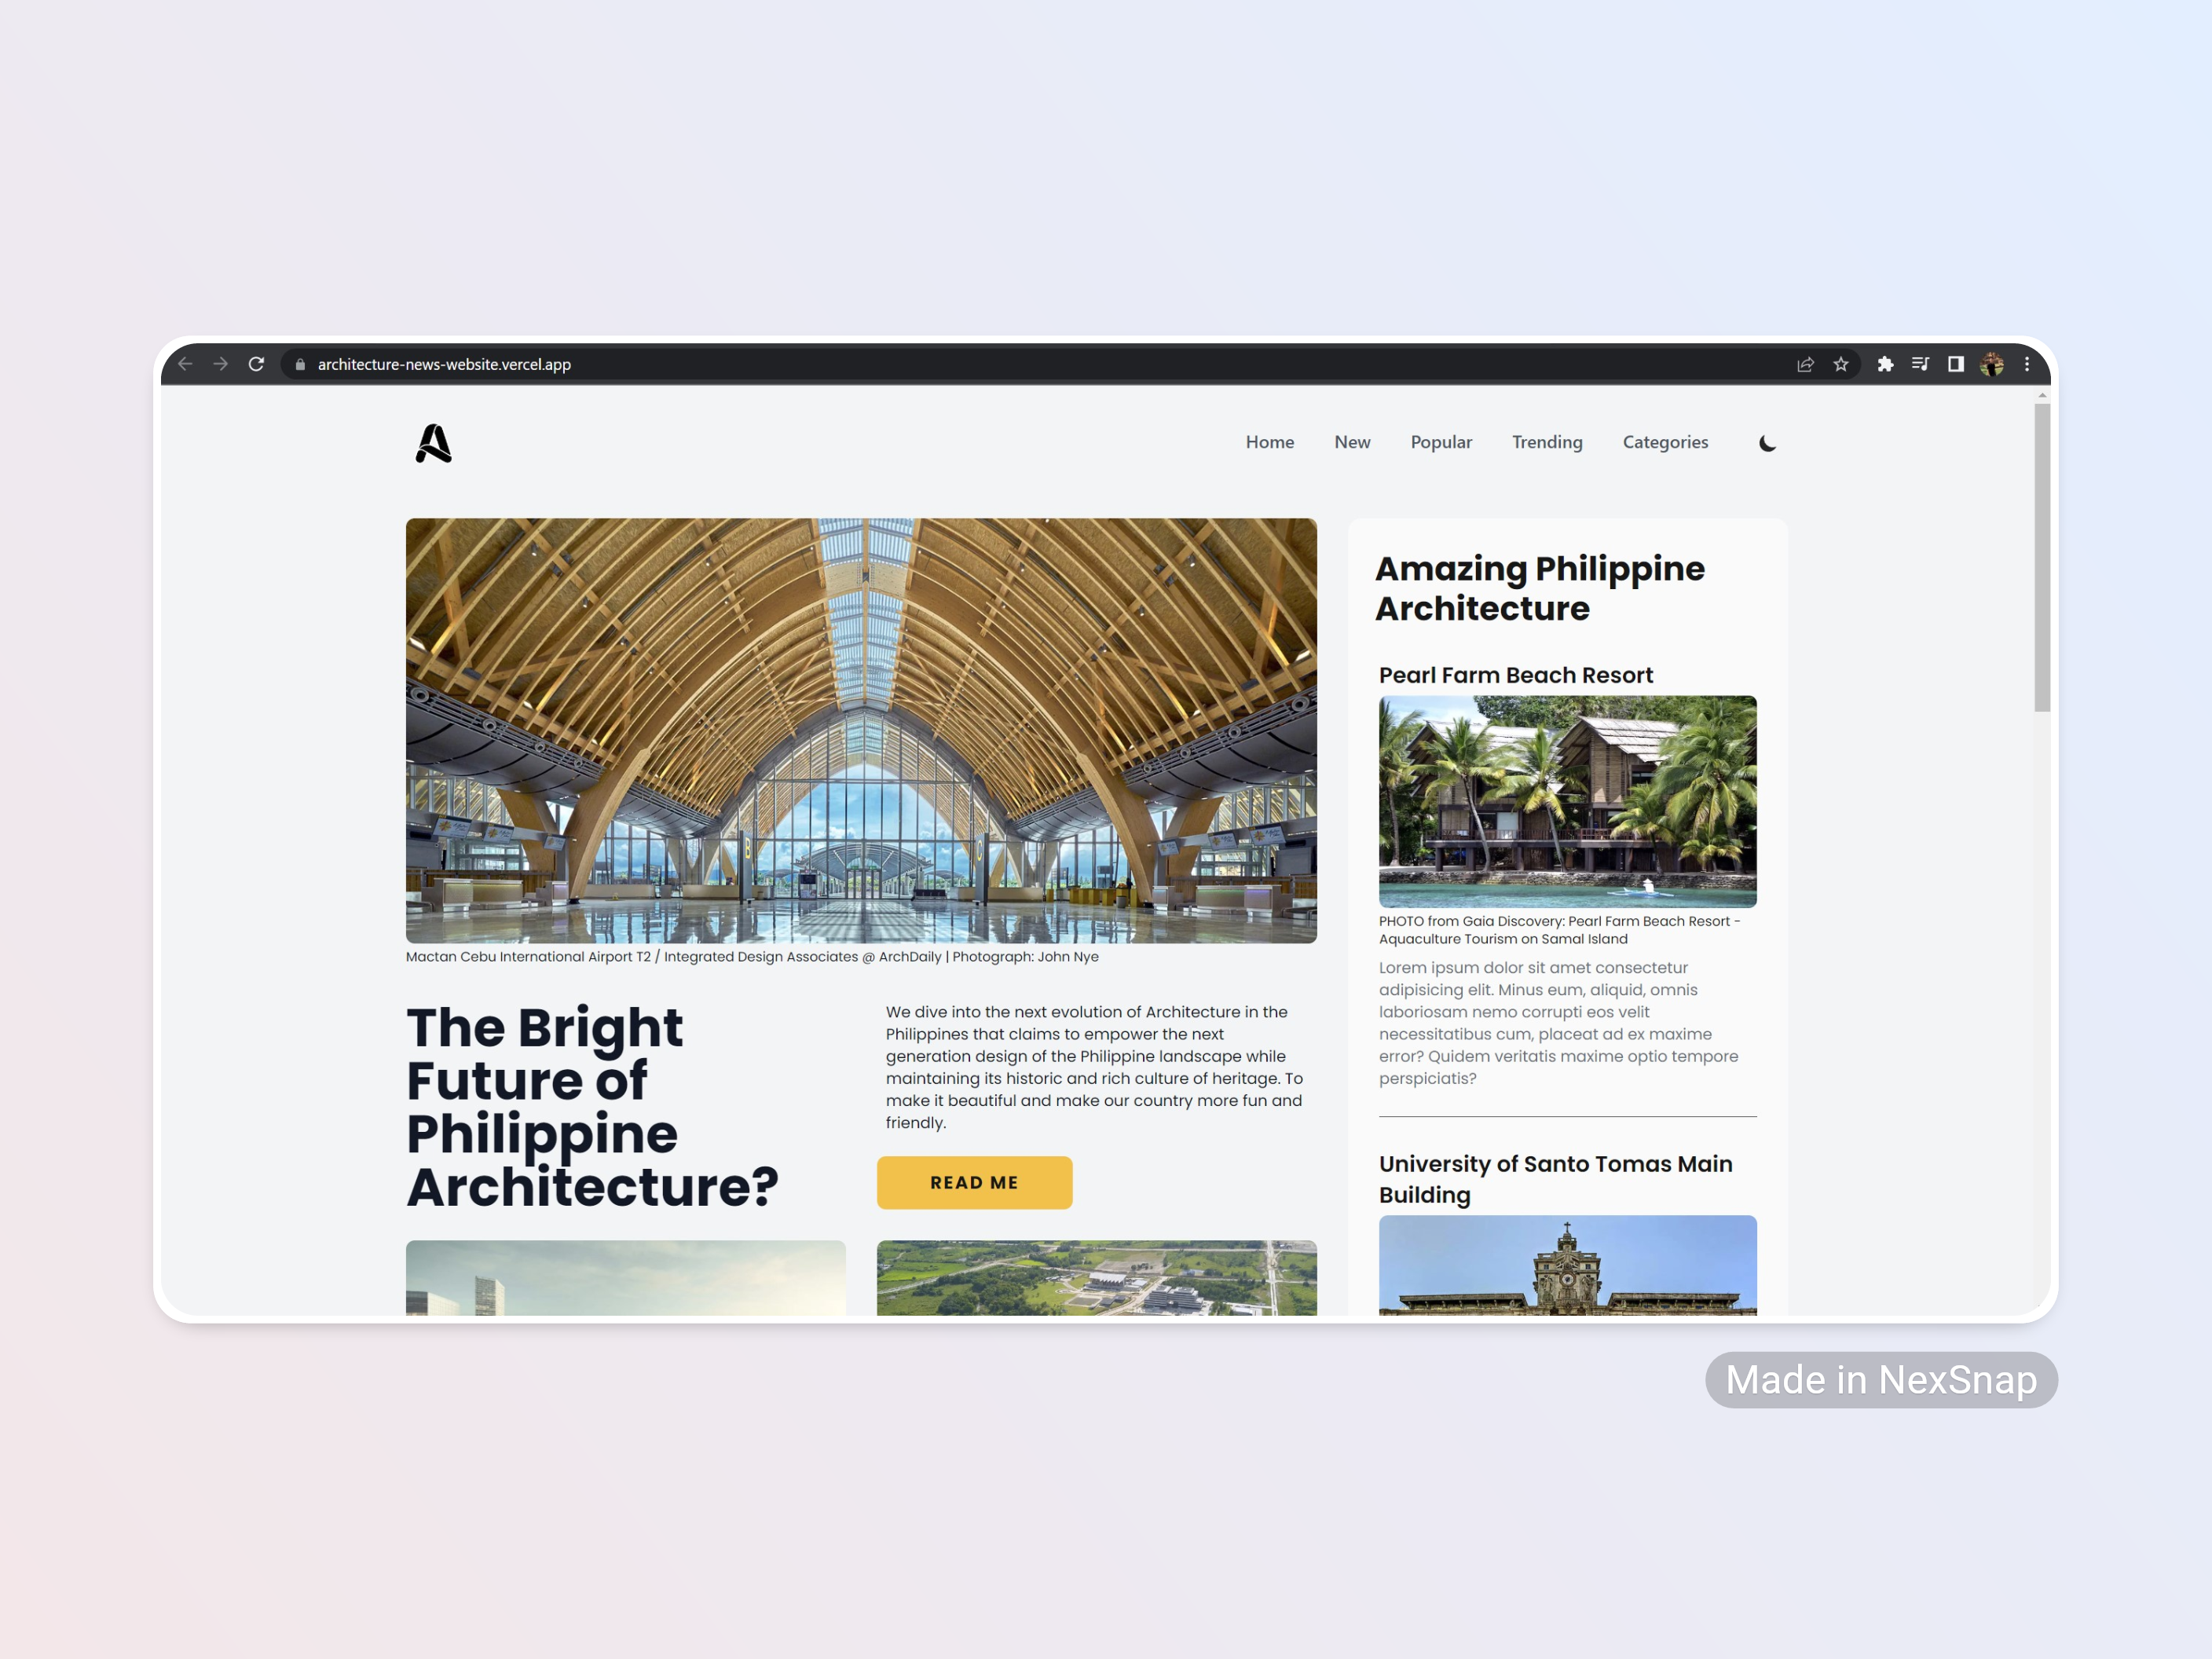 architecture-news-website.vercel.app
Home New Popular Trending Categories
Mactan Cebu International Airport T2 / Integrated Design Associates @ ArchDaily | Photograph: John Nye
The Bright
Future of
Philippine
Architecture?
We dive into the next evolution of Architecture in the
Philippines that claims to empower the next
generation design of the Philippine landscape while
maintaining its historic and rich culture of heritage. To
make it beautiful and make our country more fun and
friendly.
READ ME
Amazing Philippine
Architecture
Pearl Farm Beach Resort
PHOTO from Gaia Discovery: Pearl Farm Beach Resort -
Aquaculture Tourism on Samal Island
Lorem ipsum dolor sit amet consectetur
adipisicing elit. Minus eum, aliquid, omnis
laboriosam nemo corrupti eos velit
necessitatibus cum, placeat ad ex maxime
error? Quidem veritatis maxime optio tempore
perspiciatis?
University of Santo Tomas Main
Building
Made in NexSnap